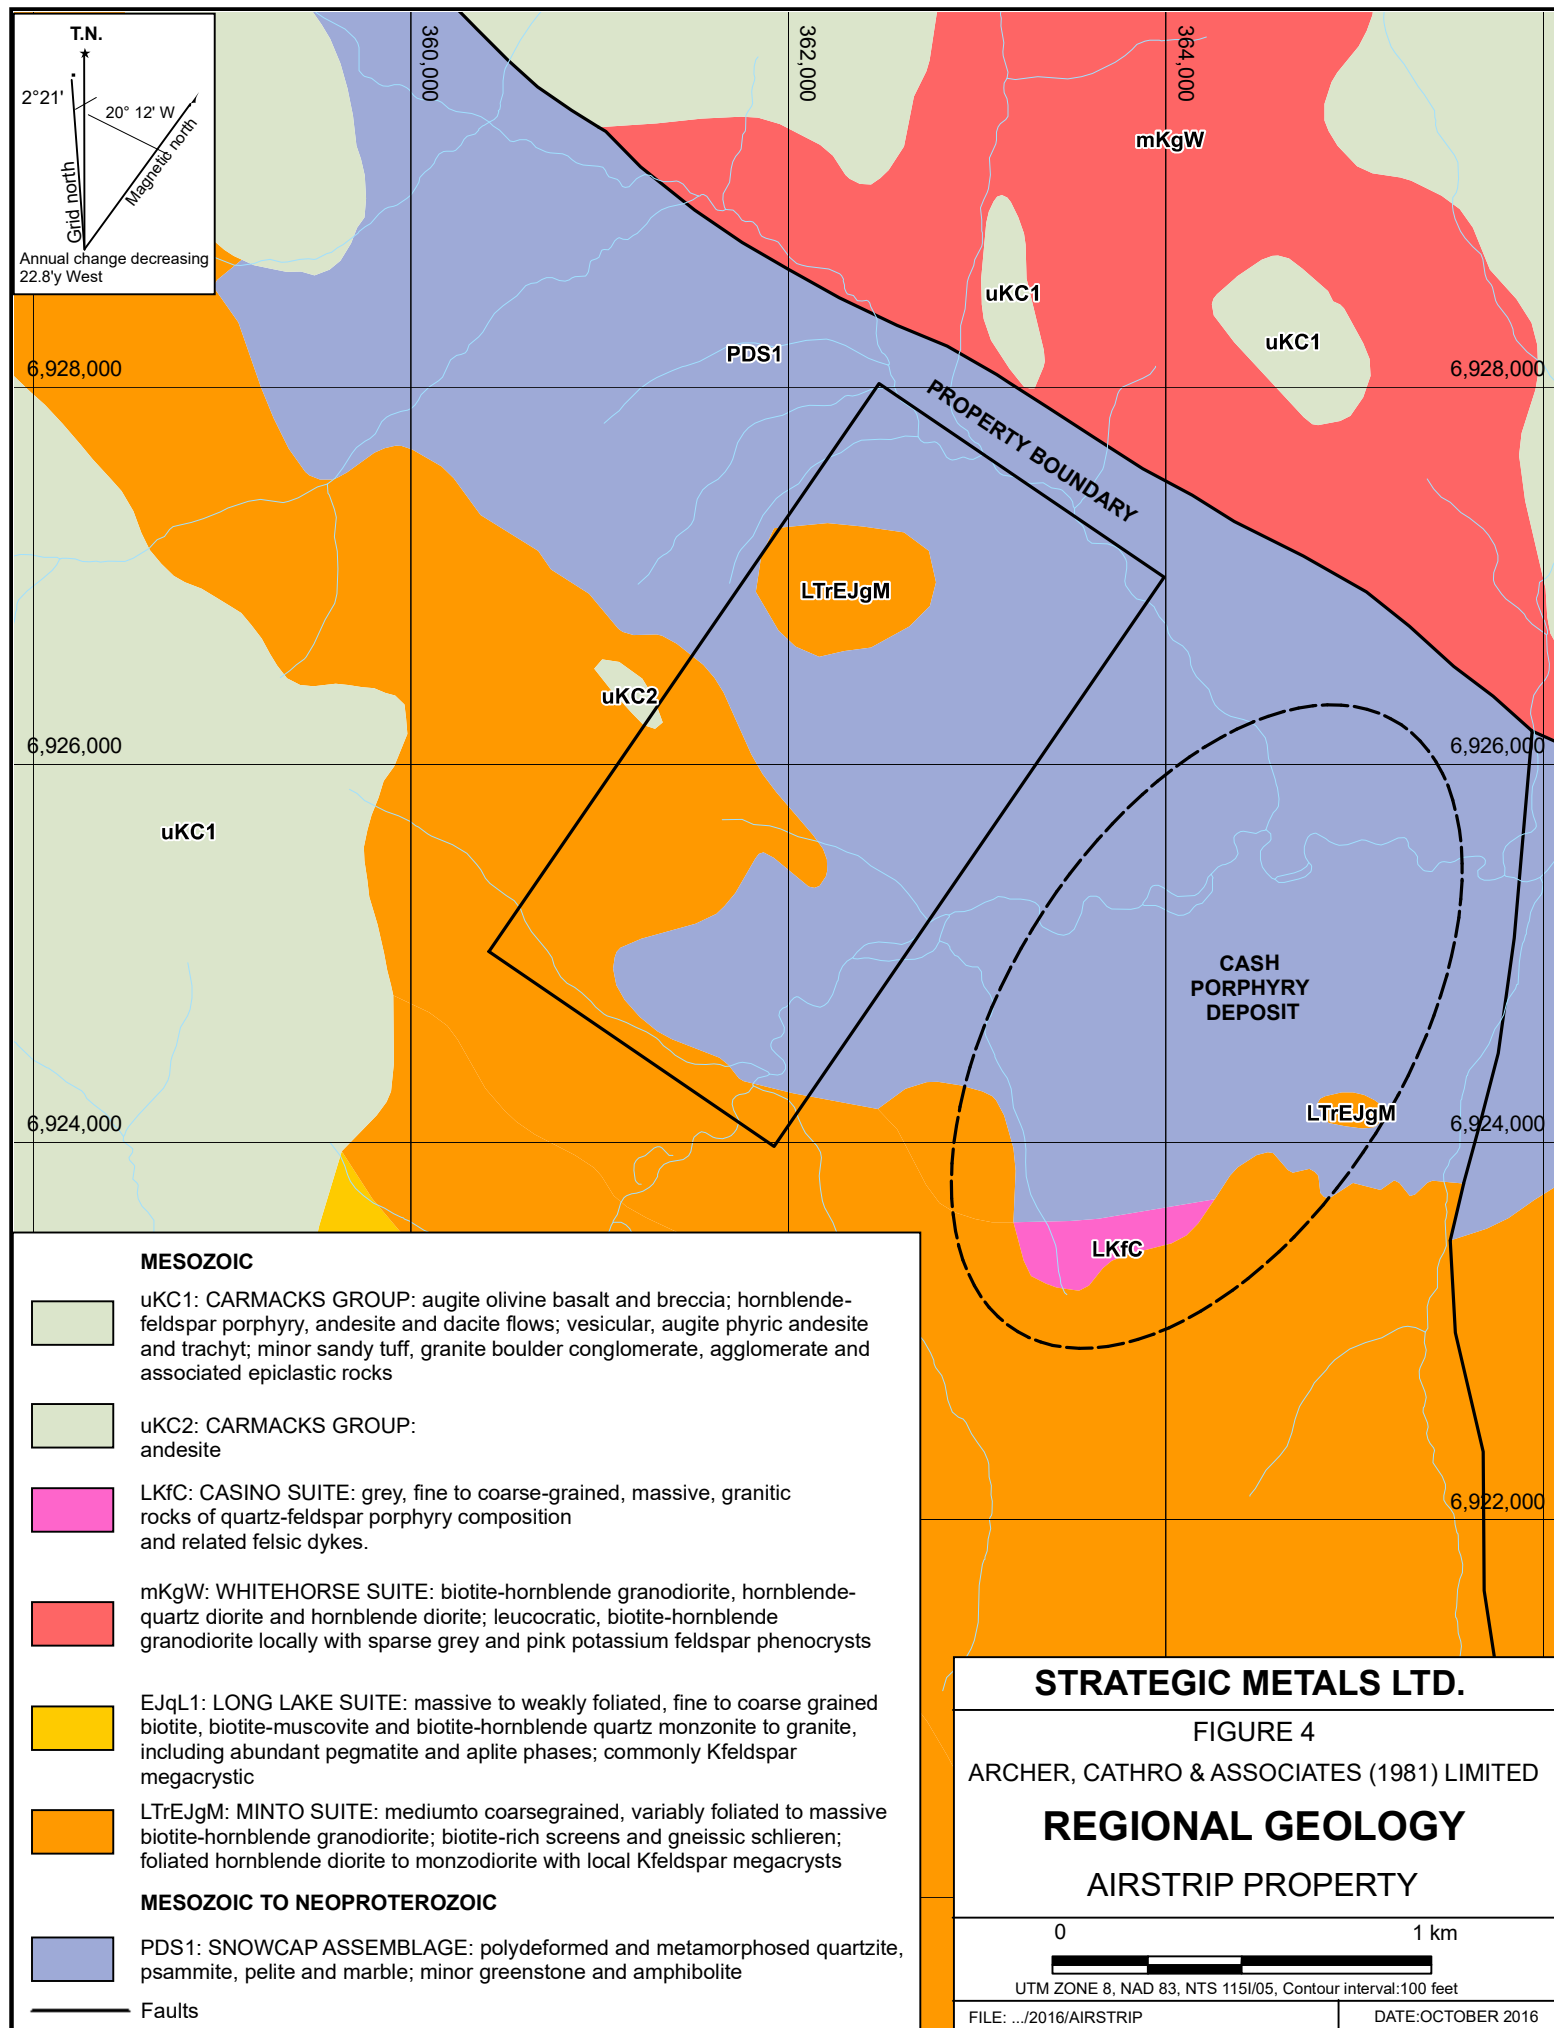 T.N.
2°21'
20° 12' W
Grid north
Magnetic north
Annual change decreasing
22.8'y West
360,000
362,000
364,000
mKgW
uKC1
uKC1
PDS1
6,928,000
6,928,000
PROPERTY BOUNDARY
LTrEJgM
uKC2
6,926,000
6,926,000
uKC1
CASH
PORPHYRY
DEPOSIT
LTrEJgM
6,924,000
6,924,000
LKfC
6,922,000
MESOZOIC
uKC1: CARMACKS GROUP: augite olivine basalt and breccia; hornblende-
feldspar porphyry, andesite and dacite flows; vesicular, augite phyric andesite
and trachyt; minor sandy tuff, granite boulder conglomerate, agglomerate and
associated epiclastic rocks
uKC2: CARMACKS GROUP:
andesite
LKfC: CASINO SUITE: grey, fine to coarse-grained, massive, granitic
rocks of quartz-feldspar porphyry composition
and related felsic dykes.
mKgW: WHITEHORSE SUITE: biotite-hornblende granodiorite, hornblende-
quartz diorite and hornblende diorite; leucocratic, biotite-hornblende
granodiorite locally with sparse grey and pink potassium feldspar phenocrysts
EJqL1: LONG LAKE SUITE: massive to weakly foliated, fine to coarse grained
biotite, biotite-muscovite and biotite-hornblende quartz monzonite to granite,
including abundant pegmatite and aplite phases; commonly Kfeldspar
megacrystic
LTrEJgM: MINTO SUITE: mediumto coarsegrained, variably foliated to massive
biotite-hornblende granodiorite; biotite-rich screens and gneissic schlieren;
foliated hornblende diorite to monzodiorite with local Kfeldspar megacrysts
MESOZOIC TO NEOPROTEROZOIC
PDS1: SNOWCAP ASSEMBLAGE: polydeformed and metamorphosed quartzite,
psammite, pelite and marble; minor greenstone and amphibolite
Faults
STRATEGIC METALS LTD.
FIGURE 4
ARCHER, CATHRO & ASSOCIATES (1981) LIMITED
REGIONAL GEOLOGY
AIRSTRIP PROPERTY
0 1 km
UTM ZONE 8, NAD 83, NTS 115I/05, Contour interval:100 feet
FILE: .../2016/AIRSTRIP
DATE:OCTOBER 2016